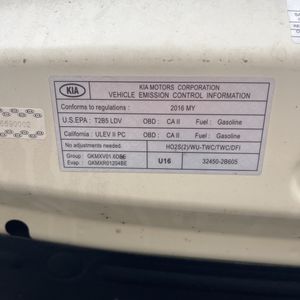 KIA
KIA MOTORS CORPORATION
VEHICLE EMISSION CONTROL INFORMATION
Conforms to regulations: 2016 MY
U.S.EPA : T2B5 LDV OBD : CA II Fuel : Gasoline
California : ULEV II PC OBD : CA II Fuel : Gasoline
No adjustments needed. HO2S(2)/WU-TWC/TWC/DFI
Group : GKMXV01.6DBE U16 32450-2B605
Evap : GKMXR01204BE